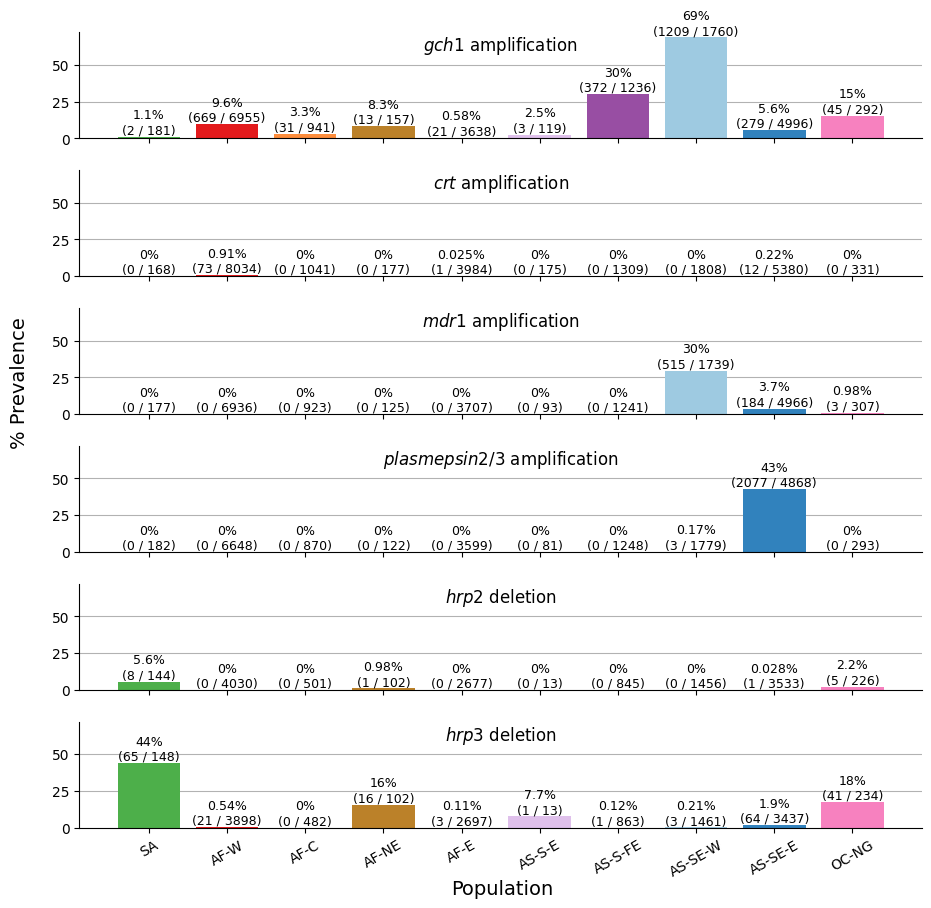 gch1 amplification
50
25
0
1.1%
(2 / 181)
9.6%
(669 / 6955)
3.3%
(31 / 941)
8.3%
(13 / 157)
0.58%
(21 / 3638)
2.5%
(3 / 119)
30%
(372 / 1236)
69%
(1209 / 1760)
5.6%
(279 / 4996)
15%
(45 / 292)
crt amplification
50
25
0
0%
(0 / 168)
0.91%
(73 / 8034)
0%
(0 / 1041)
0%
(0 / 177)
0.025%
(1 / 3984)
0%
(0 / 175)
0%
(0 / 1309)
0%
(0 / 1808)
0.22%
(12 / 5380)
0%
(0 / 331)
% Prevalence
mdr1 amplification
50
25
0
0%
(0 / 177)
0%
(0 / 6936)
0%
(0 / 923)
0%
(0 / 125)
0%
(0 / 3707)
0%
(0 / 93)
0%
(0 / 1241)
30%
(515 / 1739)
3.7%
(184 / 4966)
0.98%
(3 / 307)
plasmepsin2/3 amplification
50
25
0
0%
(0 / 182)
0%
(0 / 6648)
0%
(0 / 870)
0%
(0 / 122)
0%
(0 / 3599)
0%
(0 / 81)
0%
(0 / 1248)
0.17%
(3 / 1779)
43%
(2077 / 4868)
0%
(0 / 293)
hrp2 deletion
50
25
0
5.6%
(8 / 144)
0%
(0 / 4030)
0%
(0 / 501)
0.98%
(1 / 102)
0%
(0 / 2677)
0%
(0 / 13)
0%
(0 / 845)
0%
(0 / 1456)
0.028%
(1 / 3533)
2.2%
(5 / 226)
hrp3 deletion
50
25
0
44%
(65 / 148)
0.54%
(21 / 3898)
0%
(0 / 482)
16%
(16 / 102)
0.11%
(3 / 2697)
7.7%
(1 / 13)
0.12%
(1 / 863)
0.21%
(3 / 1461)
1.9%
(64 / 3437)
18%
(41 / 234)
SA
AF-W
AF-C
AF-NE
AF-E
AS-S-E
AS-S-FE
AS-SE-W
AS-SE-E
OC-NG
Population